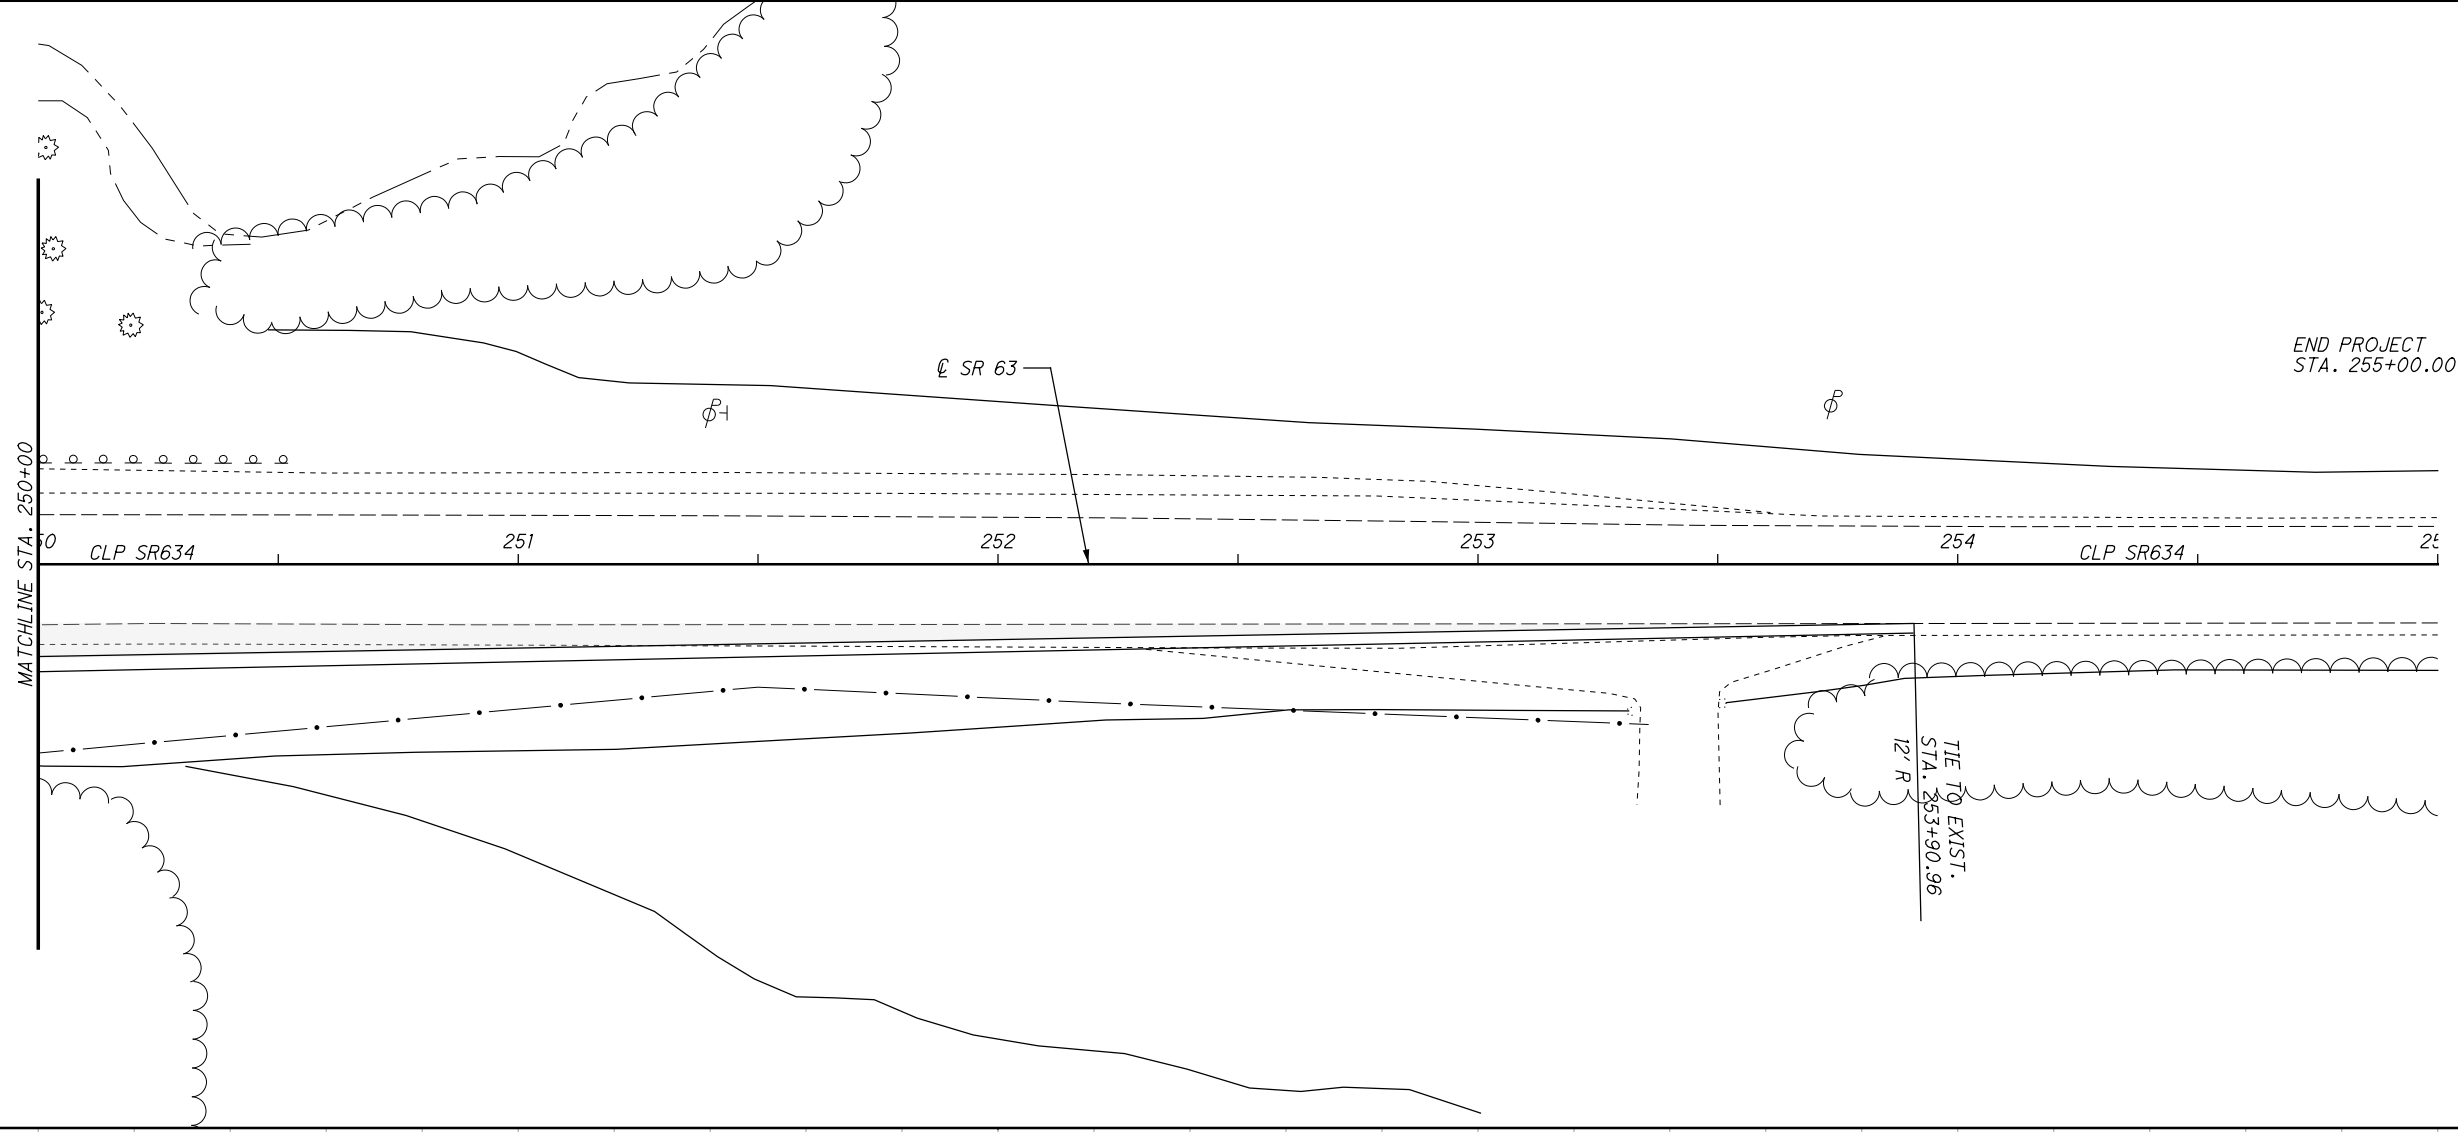 END PROJECT
STA. 255+00.00
℄ SR 63
MATCHLINE STA. 250+00
CLP SR634
251
252
253
254
CLP SR634
TIE TO EXIST.
STA. 253+90.96
12' R